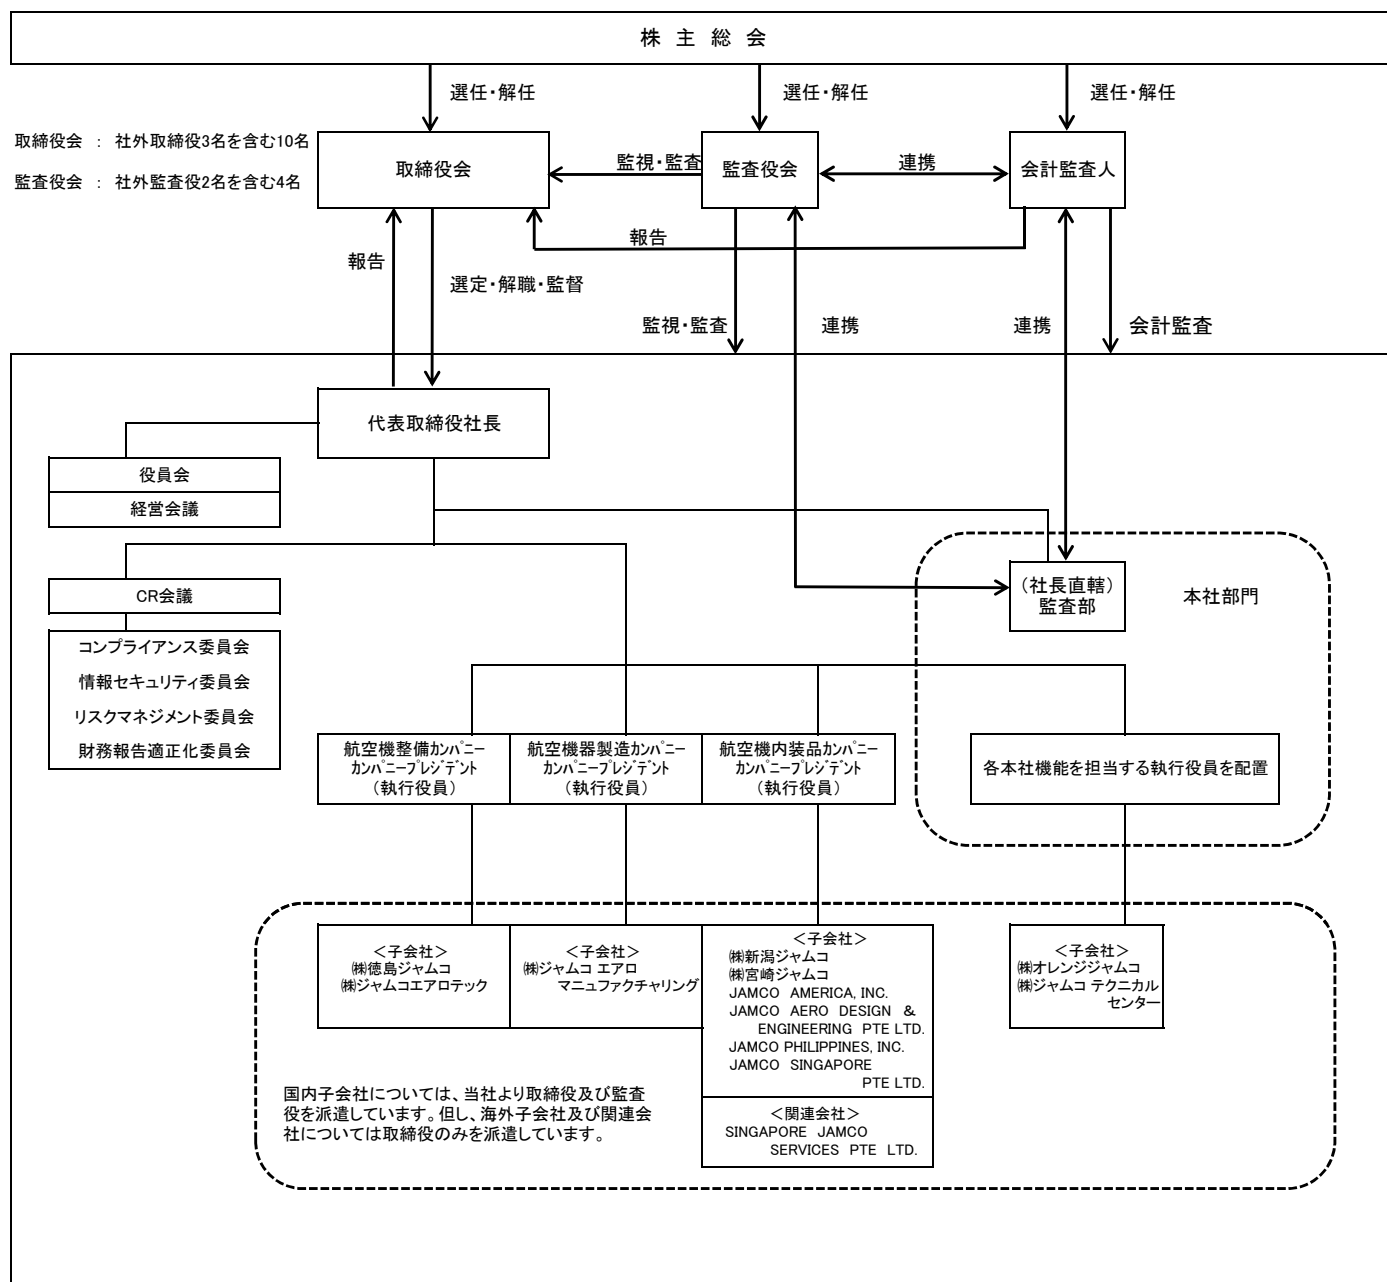 株 主 総 会
選任・解任
選任・解任
選任・解任
取締役会 ： 社外取締役3名を含む10名
監査役会 ： 社外監査役2名を含む4名
取締役会
監視・監査
監査役会
連携
会計監査人
報告
報告
選定・解職・監督
監視・監査
連携
連携
会計監査
代表取締役社長
役員会
経営会議
CR会議
コンプライアンス委員会
情報セキュリティ委員会
リスクマネジメント委員会
財務報告適正化委員会
（社長直轄）
監査部
本社部門
航空機整備ｶﾝﾊﾟﾆｰ
ｶﾝﾊﾟﾆｰﾌﾟﾚｼﾞﾃﾞﾝﾄ
（執行役員）
航空機器製造ｶﾝﾊﾟﾆｰ
ｶﾝﾊﾟﾆｰﾌﾟﾚｼﾞﾃﾞﾝﾄ
（執行役員）
航空機内装品ｶﾝﾊﾟﾆｰ
ｶﾝﾊﾟﾆｰﾌﾟﾚｼﾞﾃﾞﾝﾄ
（執行役員）
各本社機能を担当する執行役員を配置
＜子会社＞
㈱徳島ジャムコ
㈱ジャムコエアロテック
＜子会社＞
㈱ジャムコ エアロ
マニュファクチャリング
＜子会社＞
㈱新潟ジャムコ
㈱宮崎ジャムコ
JAMCO AMERICA, INC.
JAMCO AERO DESIGN &
ENGINEERING PTE LTD.
JAMCO PHILIPPINES, INC.
JAMCO SINGAPORE
PTE LTD.
＜関連会社＞
SINGAPORE JAMCO
SERVICES PTE LTD.
＜子会社＞
㈱オレンジジャムコ
㈱ジャムコ テクニカル
センター
国内子会社については、当社より取締役及び監査
役を派遣しています。但し、海外子会社及び関連会
社については取締役のみを派遣しています。